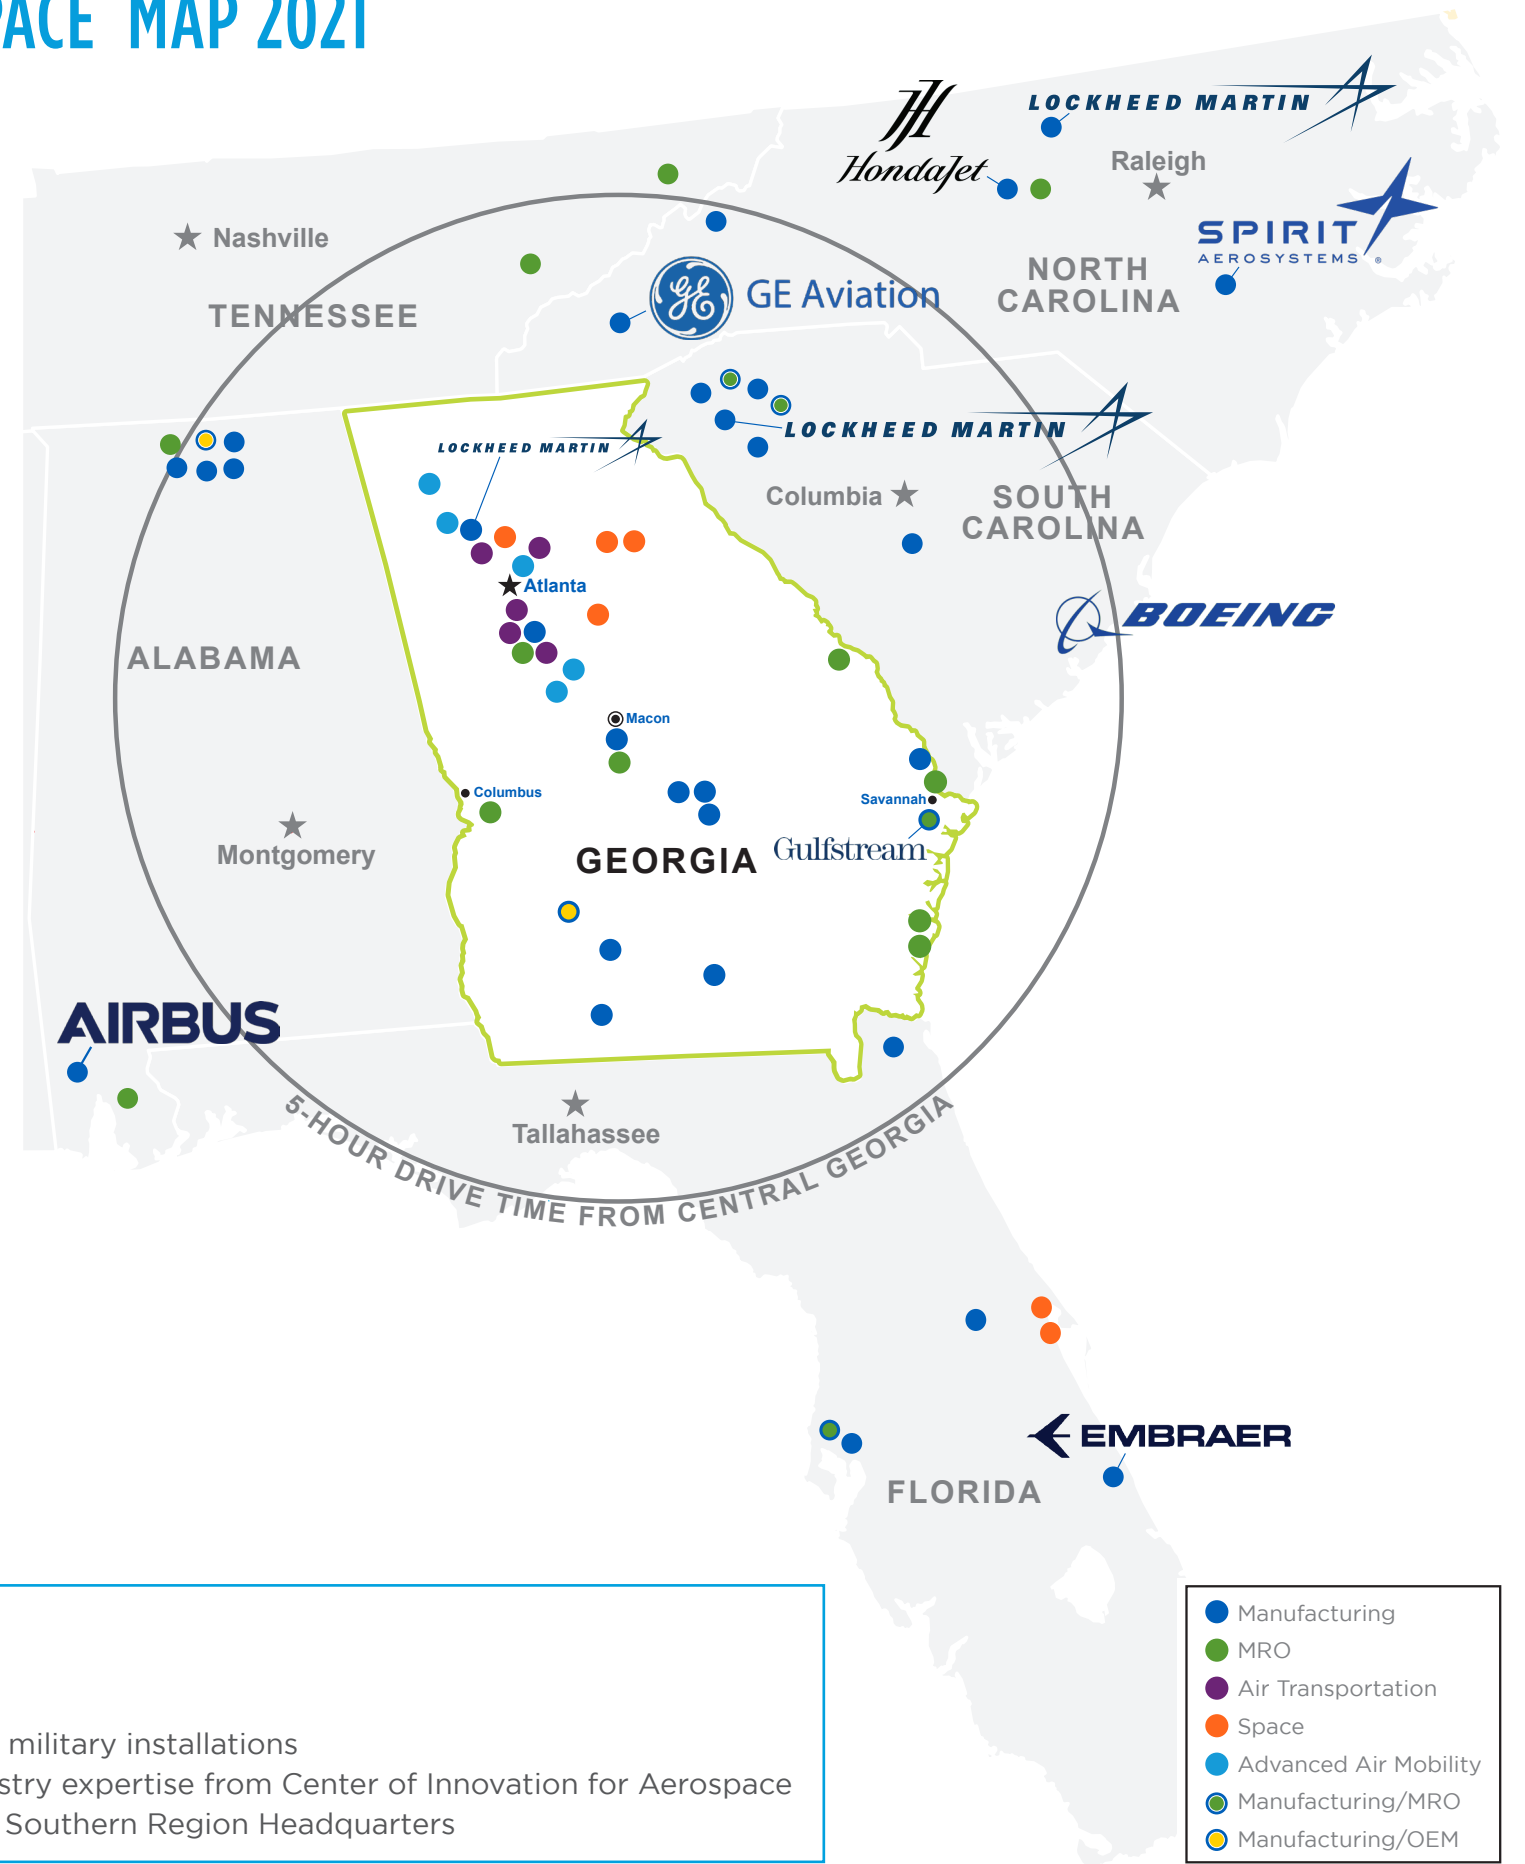 PACE MAP 2021
LOCKHEED MARTIN
HondaJet
Raleigh
SPIRIT
AEROSYSTEMS ®
Nashville
NORTH
CAROLINA
GE
GE Aviation
TENNESSEE
LOCKHEED MARTIN
LOCKHEED MARTIN
Columbia
SOUTH
CAROLINA
Atlanta
BOEING
ALABAMA
Macon
Columbus
Savannah
Montgomery
GEORGIA
Gulfstream
AIRBUS
Tallahassee
5-HOUR DRIVE TIME FROM CENTRAL GEORGIA
EMBRAER
FLORIDA
military installations
stry expertise from Center of Innovation for Aerospace
Southern Region Headquarters
Manufacturing
MRO
Air Transportation
Space
Advanced Air Mobility
Manufacturing/MRO
Manufacturing/OEM